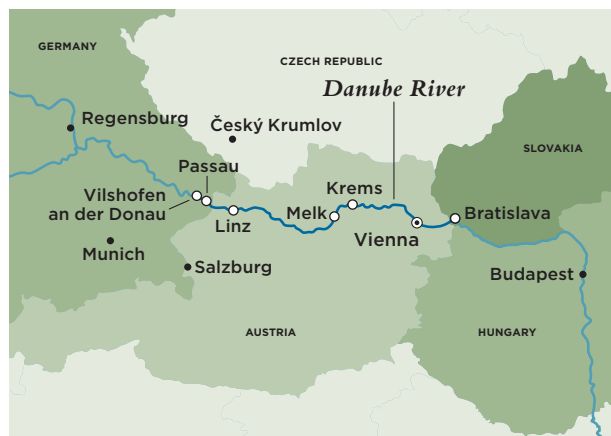 GERMANY
CZECH REPUBLIC
Danube River
Regensburg
Český Krumlov
SLOVAKIA
Passau
Vilshofen
an der Donau
Krems
Linz
Melk
Vienna
Bratislava
Munich
Salzburg
Budapest
AUSTRIA
HUNGARY